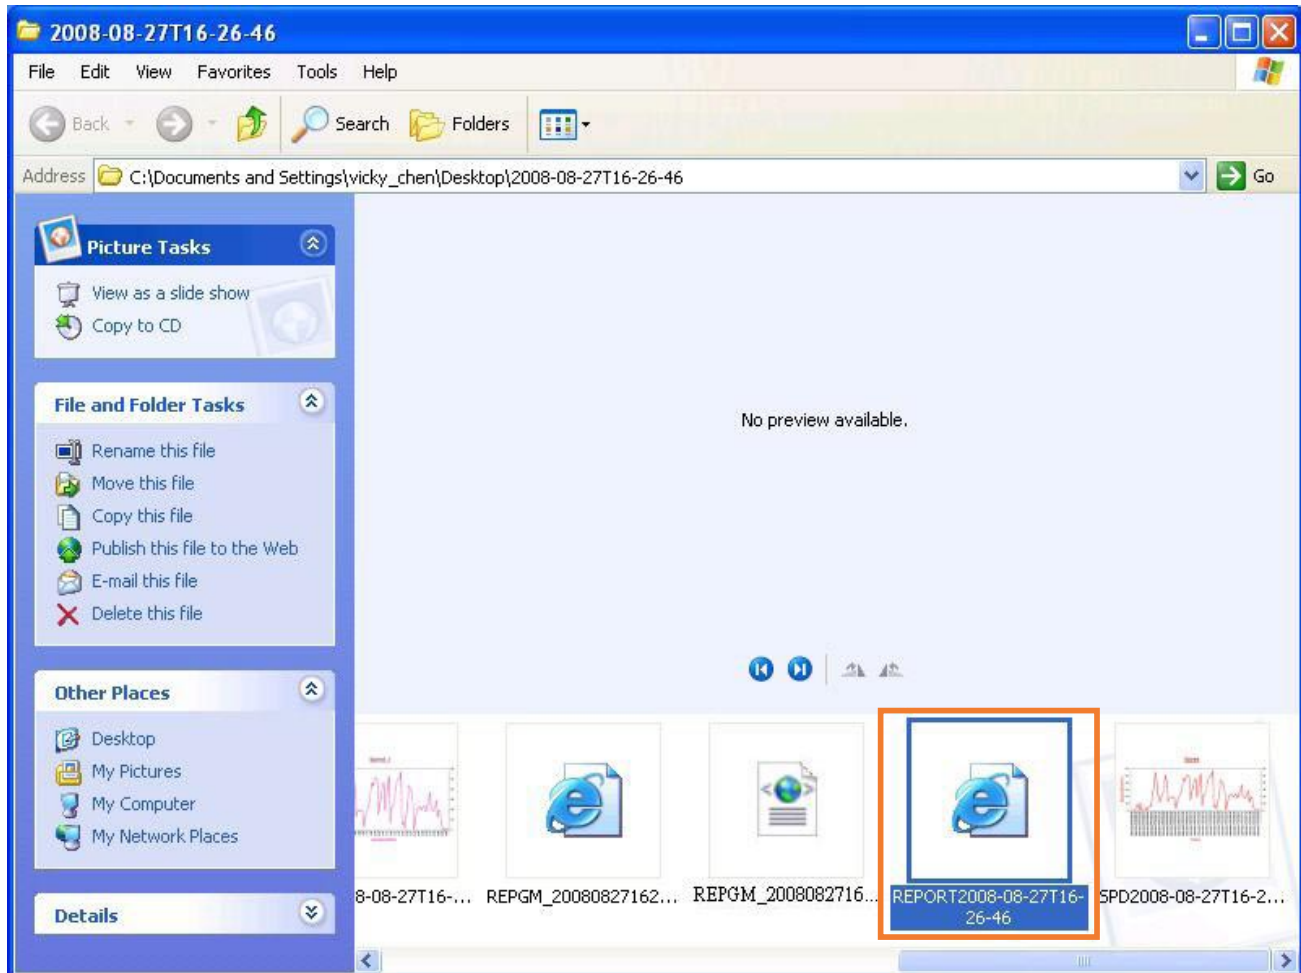 2008-08-27T16-26-46
File Edit View Favorites Tools Help
Back Search Folders
Address C:\Documents and Settings\vicky_chen\Desktop\2008-08-27T16-26-46 Go
Picture Tasks
View as a slide show
Copy to CD
File and Folder Tasks
Rename this file
Move this file
Copy this file
Publish this file to the Web
E-mail this file
Delete this file
Other Places
Desktop
My Pictures
My Computer
My Network Places
Details
No preview available.
8-08-27T16-... REPGM_20080827162... REPGM_2008082716... REPORT2008-08-27T16- SPD2008-08-27T16-2...
26-46